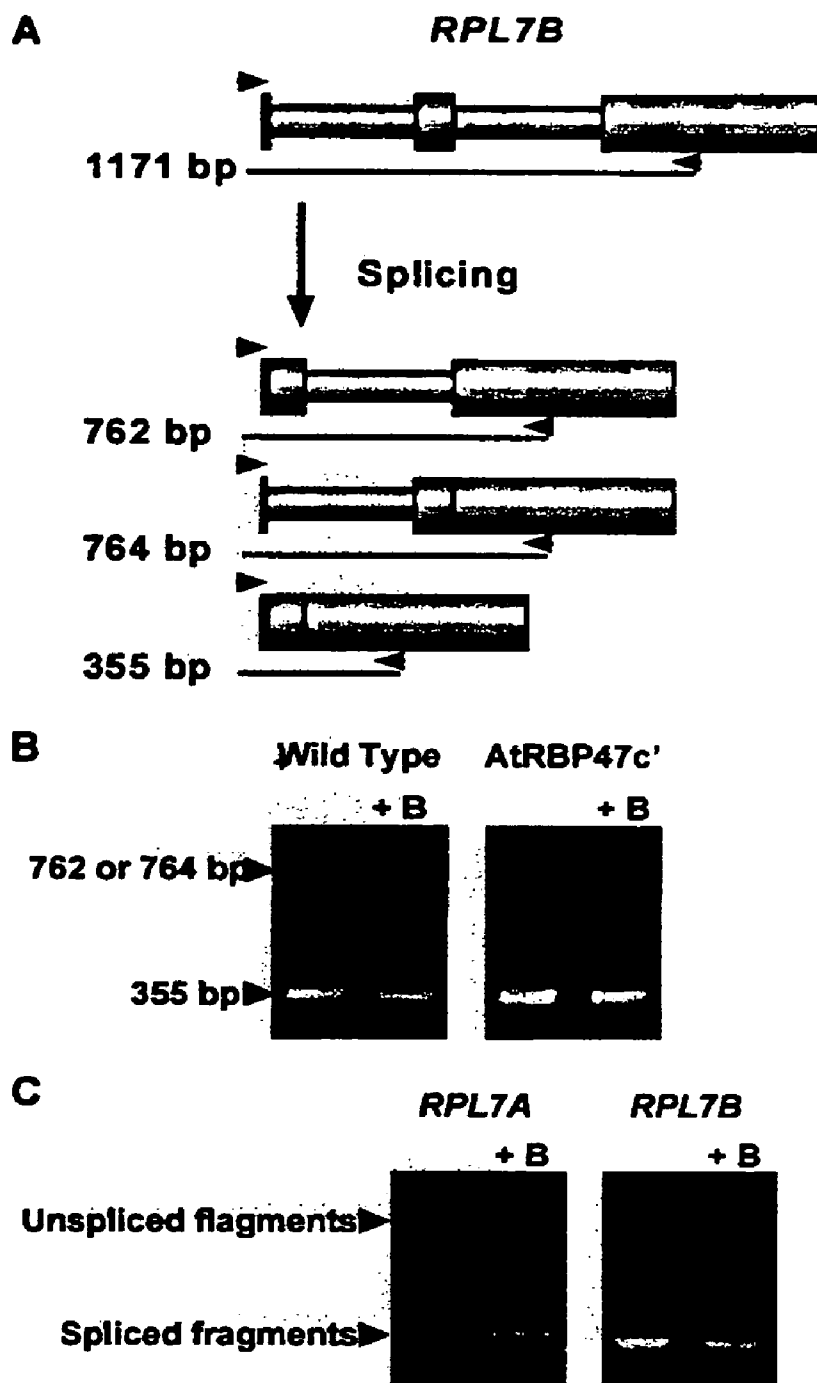 A
RPL7B
1171 bp
Splicing
762 bp
764 bp
355 bp
B
Wild Type AtRBP47c'
+ B + B
762 or 764 bp
355 bp
C
RPL7A RPL7B
+ B + B
Unspliced flagments
Spliced fragments